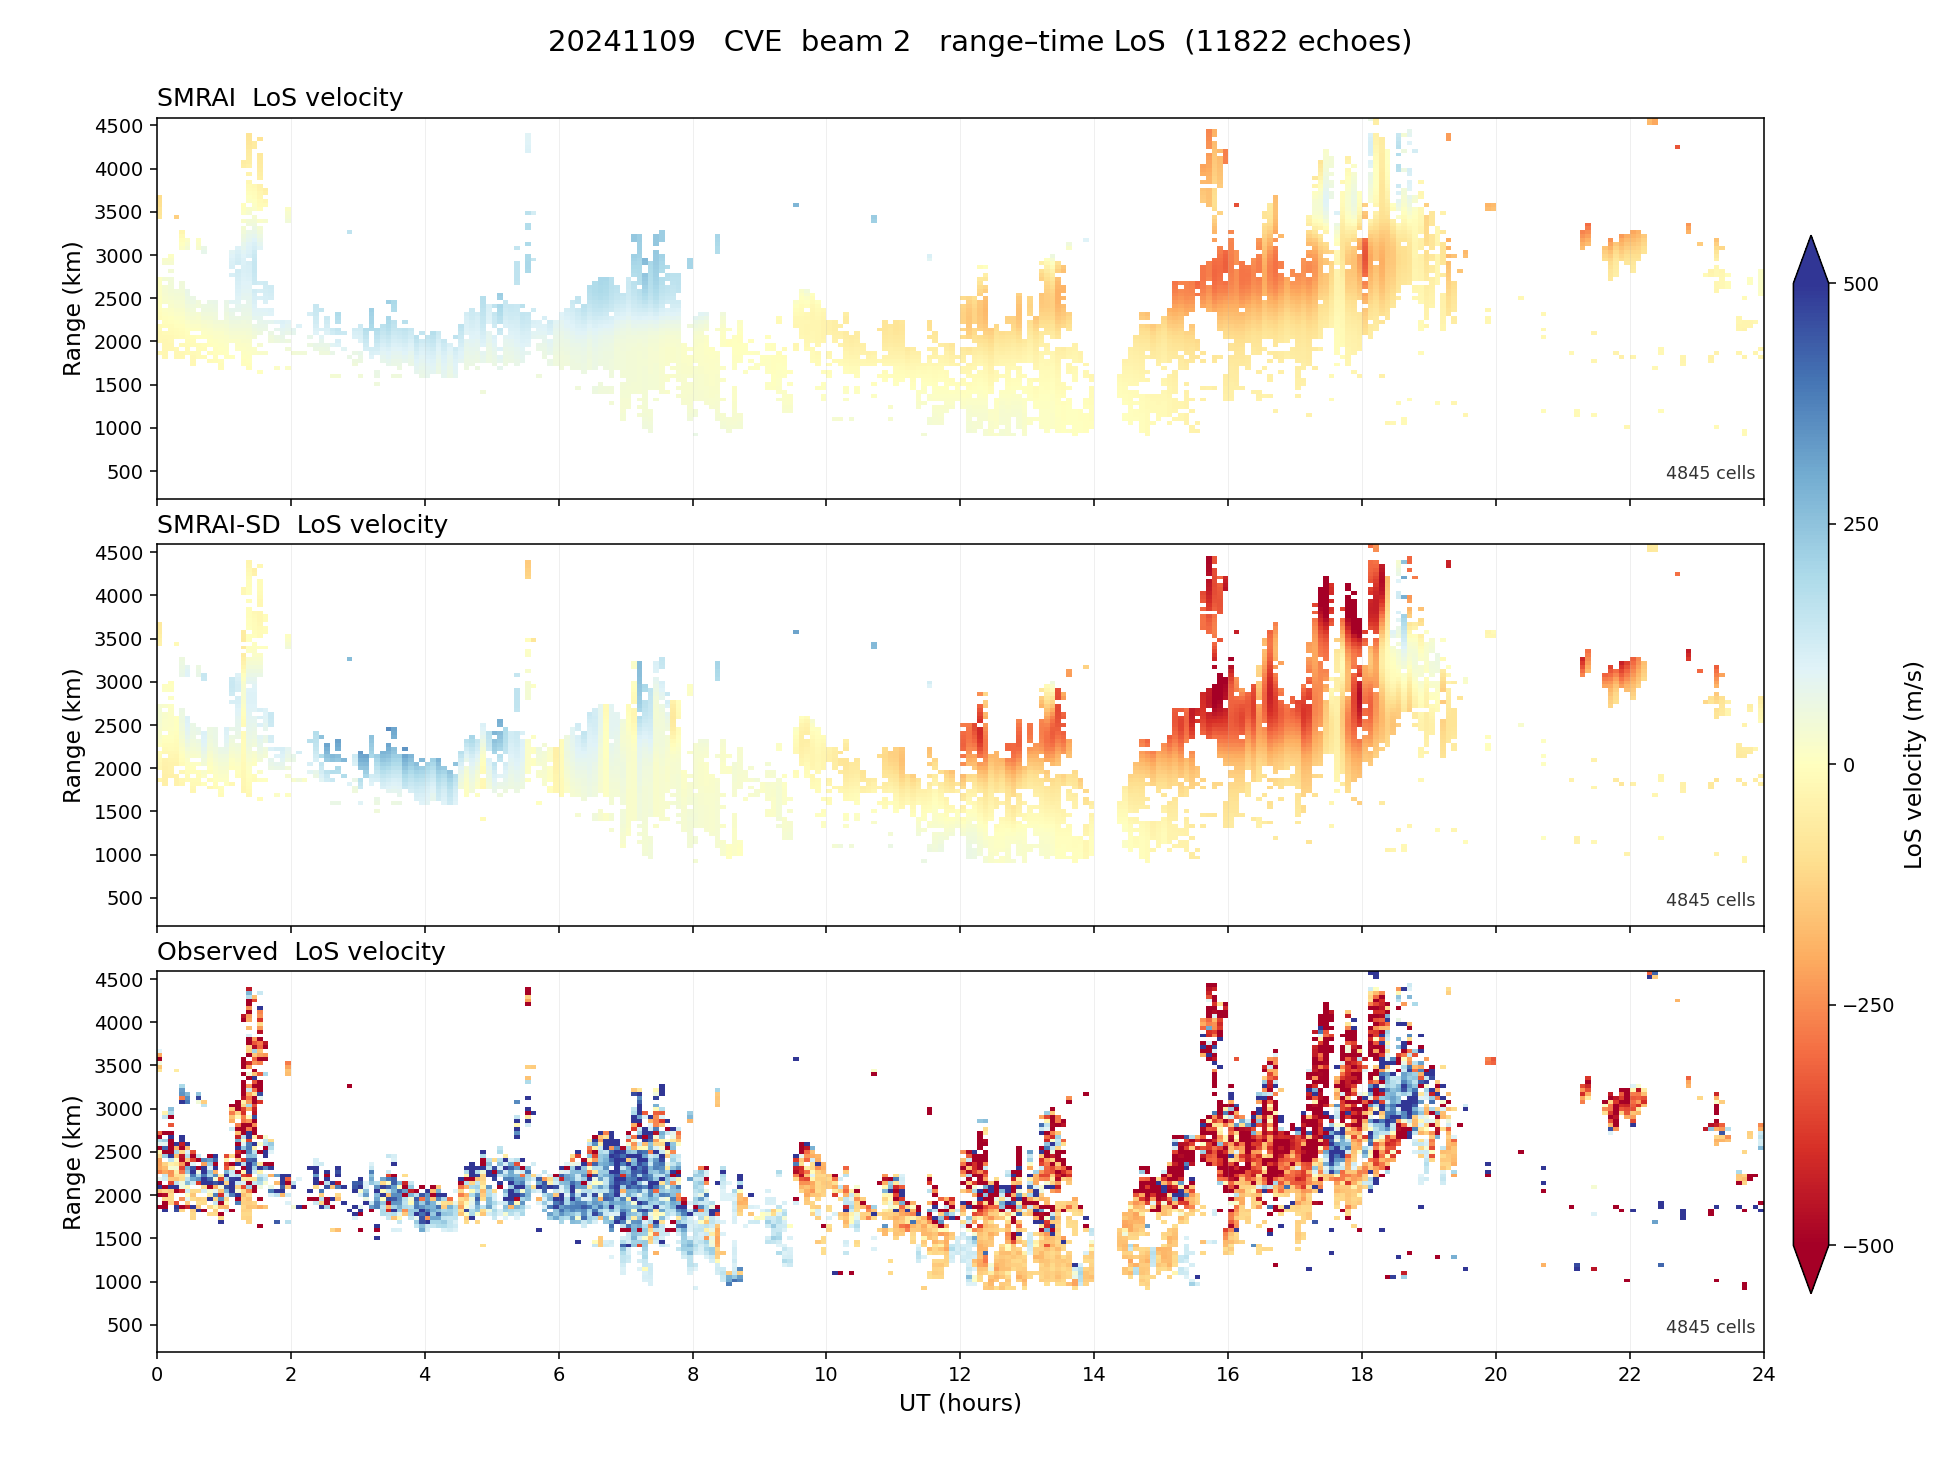 20241109   CVE  beam 2   range–time LoS  (11822 echoes)
SMRAI  LoS velocity
4500
4000
3500
3000
2500
2000
1500
1000
500
Range (km)
4845 cells
SMRAI-SD  LoS velocity
4500
4000
3500
3000
2500
2000
1500
1000
500
Range (km)
4845 cells
Observed  LoS velocity
4500
4000
3500
3000
2500
2000
1500
1000
500
Range (km)
4845 cells
0 2 4 6 8 10 12 14 16 18 20 22 24
UT (hours)
500
250
0
−250
−500
LoS velocity (m/s)